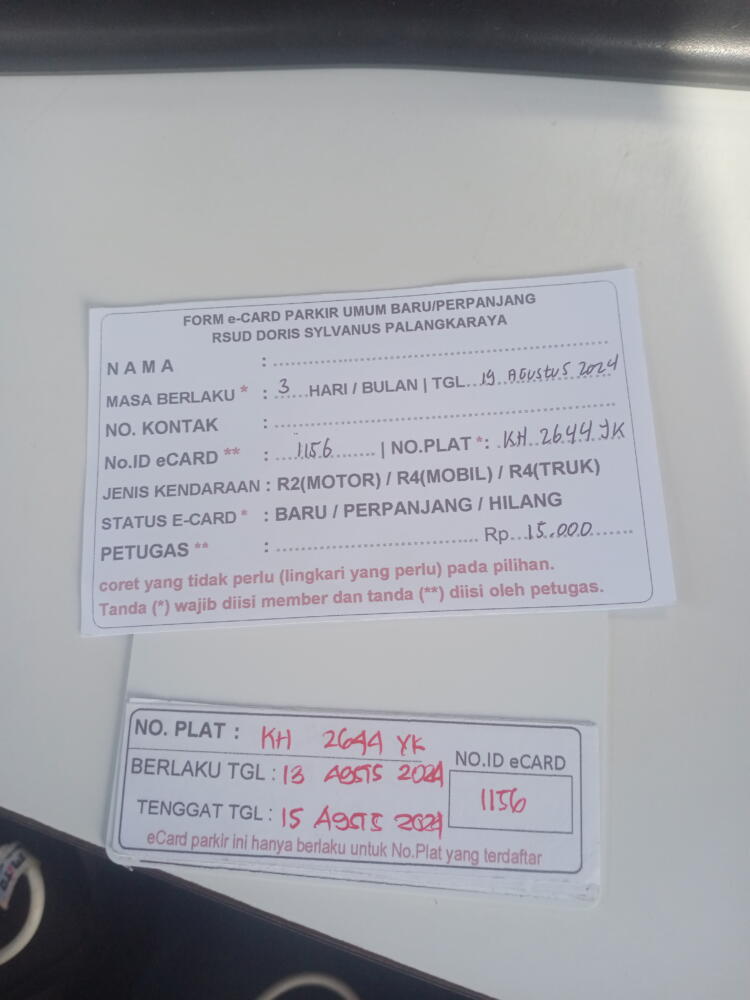 FORM e-CARD PARKIR UMUM BARU/PERPANJANG
RSUD DORIS SYLVANUS PALANGKARAYA
NAMA :
MASA BERLAKU * : 3 HARI / BULAN | TGL 19 AGUSTUS 2024
NO. KONTAK :
No.ID eCARD ** : 1156 | NO.PLAT *: KH 2644 YK
JENIS KENDARAAN : R2(MOTOR) / R4(MOBIL) / R4(TRUK)
STATUS E-CARD * : BARU / PERPANJANG / HILANG
PETUGAS ** : Rp. 15.000
coret yang tidak perlu (lingkari yang perlu) pada pilihan.
Tanda (*) wajib diisi member dan tanda (**) diisi oleh petugas.
NO. PLAT : KH 2644 YK
NO.ID eCARD
BERLAKU TGL : 13 AGSTS 2024
1156
TENGGAT TGL : 15 AGSTS 2024
eCard parkir ini hanya berlaku untuk No.Plat yang terdaftar